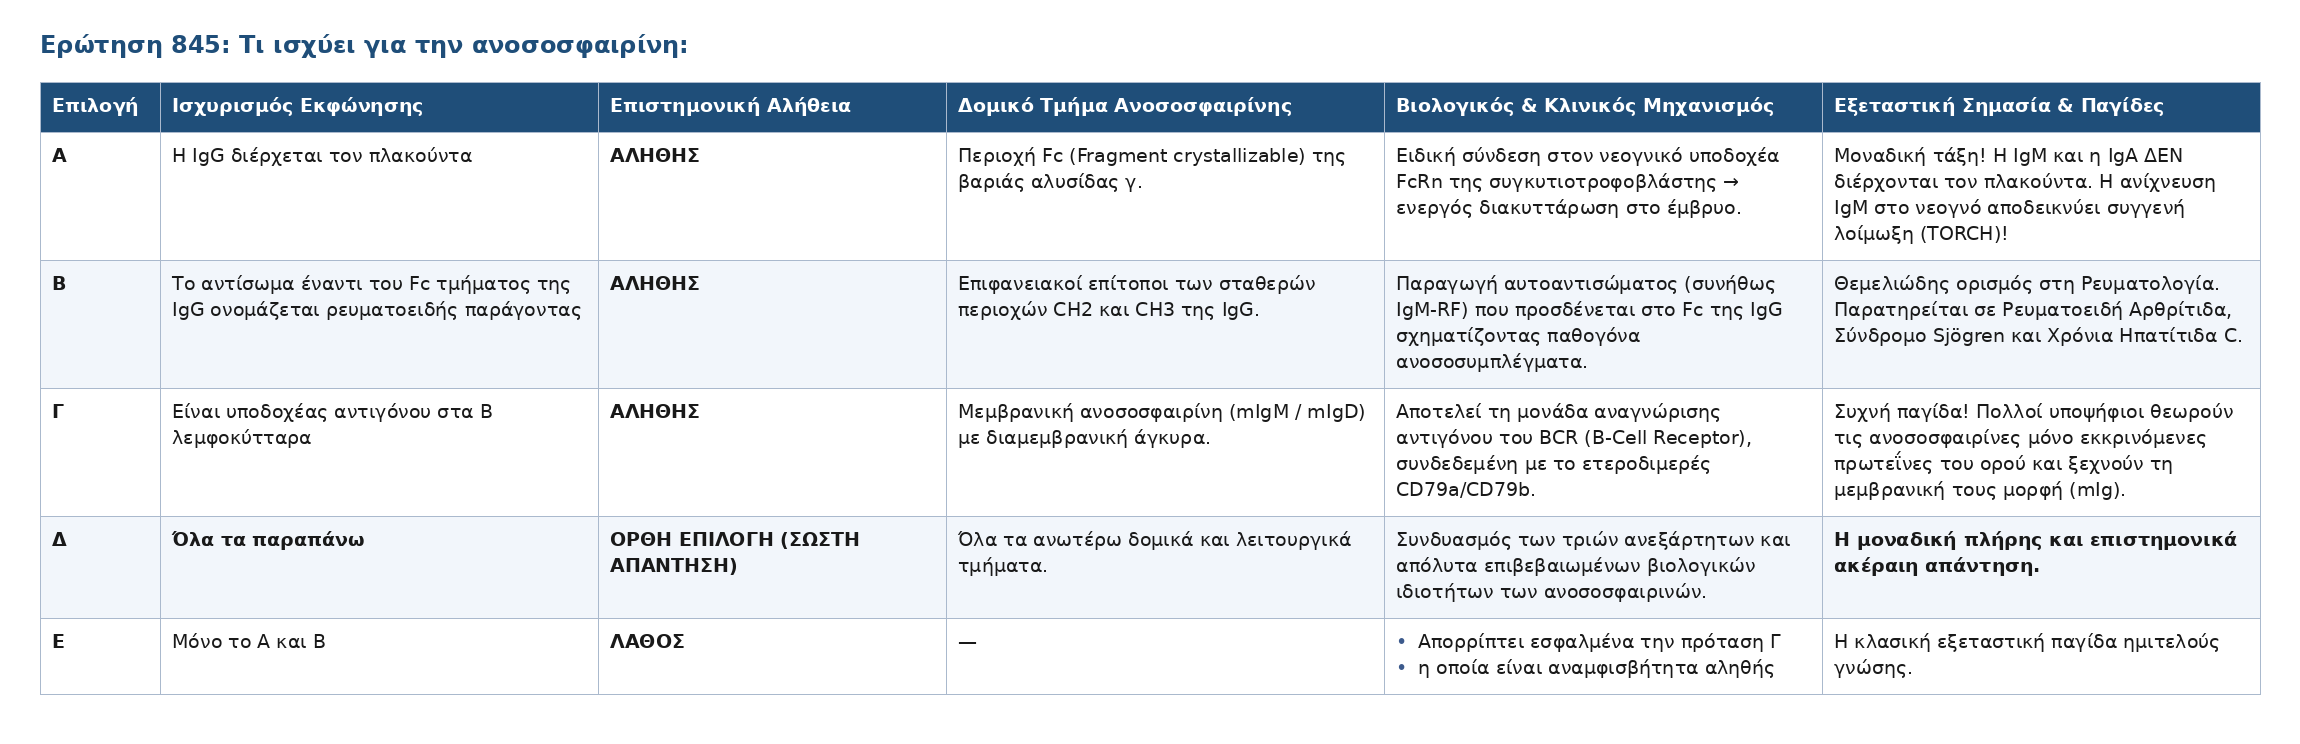 Ερώτηση 845: Τι ισχύει για την ανοσοσφαιρίνη:
Επιλογή
Ισχυρισμός Εκφώνησης
Επιστημονική Αλήθεια
Δομικό Τμήμα Ανοσοσφαιρίνης
Βιολογικός & Κλινικός Μηχανισμός
Εξεταστική Σημασία & Παγίδες
Α
Η IgG διέρχεται τον πλακούντα
ΑΛΗΘΗΣ
Περιοχή Fc (Fragment crystallizable) της
βαριάς αλυσίδας γ.
Ειδική σύνδεση στον νεογνικό υποδοχέα
FcRn της συγκυτιοτροφοβλάστης →
ενεργός διακυττάρωση στο έμβρυο.
Μοναδική τάξη! Η IgM και η IgA ΔΕΝ
διέρχονται τον πλακούντα. Η ανίχνευση
IgM στο νεογνό αποδεικνύει συγγενή
λοίμωξη (TORCH)!
Β
Το αντίσωμα έναντι του Fc τμήματος της
IgG ονομάζεται ρευματοειδής παράγοντας
ΑΛΗΘΗΣ
Επιφανειακοί επίτοποι των σταθερών
περιοχών CH2 και CH3 της IgG.
Παραγωγή αυτοαντισώματος (συνήθως
IgM-RF) που προσδένεται στο Fc της IgG
σχηματίζοντας παθογόνα
ανοσοσυμπλέγματα.
Θεμελιώδης ορισμός στη Ρευματολογία.
Παρατηρείται σε Ρευματοειδή Αρθρίτιδα,
Σύνδρομο Sjögren και Χρόνια Ηπατίτιδα C.
Γ
Είναι υποδοχέας αντιγόνου στα Β
λεμφοκύτταρα
ΑΛΗΘΗΣ
Μεμβρανική ανοσοσφαιρίνη (mIgM / mIgD)
με διαμεμβρανική άγκυρα.
Αποτελεί τη μονάδα αναγνώρισης
αντιγόνου του BCR (B-Cell Receptor),
συνδεδεμένη με το ετεροδιμερές
CD79a/CD79b.
Συχνή παγίδα! Πολλοί υποψήφιοι θεωρούν
τις ανοσοσφαιρίνες μόνο εκκρινόμενες
πρωτεΐνες του ορού και ξεχνούν τη
μεμβρανική τους μορφή (mIg).
Δ
Όλα τα παραπάνω
ΟΡΘΗ ΕΠΙΛΟΓΗ (ΣΩΣΤΗ
ΑΠΑΝΤΗΣΗ)
Όλα τα ανωτέρω δομικά και λειτουργικά
τμήματα.
Συνδυασμός των τριών ανεξάρτητων και
απόλυτα επιβεβαιωμένων βιολογικών
ιδιοτήτων των ανοσοσφαιρινών.
Η μοναδική πλήρης και επιστημονικά
ακέραιη απάντηση.
Ε
Μόνο το Α και Β
ΛΑΘΟΣ
—
• Απορρίπτει εσφαλμένα την πρόταση Γ
• η οποία είναι αναμφισβήτητα αληθής
Η κλασική εξεταστική παγίδα ημιτελούς
γνώσης.